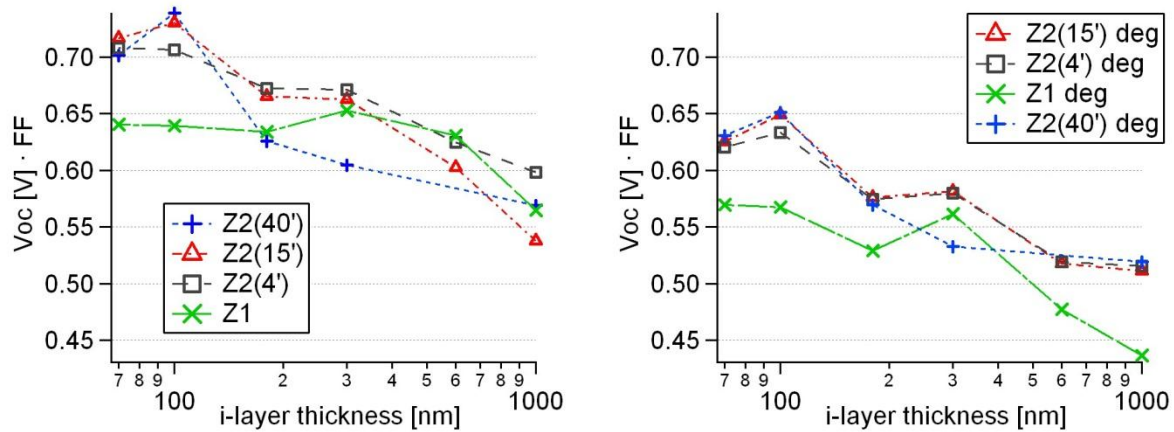 0.70
0.65
0.60
0.55
0.50
0.45
Voc [V] · FF
Z2(40')
Z2(15')
Z2(4')
Z1
7 8 9 2 3 4 5 6 7 8 9
100 1000
i-layer thickness [nm]
0.70
0.65
0.60
0.55
0.50
0.45
Voc [V] · FF
Z2(15') deg
Z2(4') deg
Z1 deg
Z2(40') deg
7 8 9 2 3 4 5 6 7 8 9
100 1000
i-layer thickness [nm]